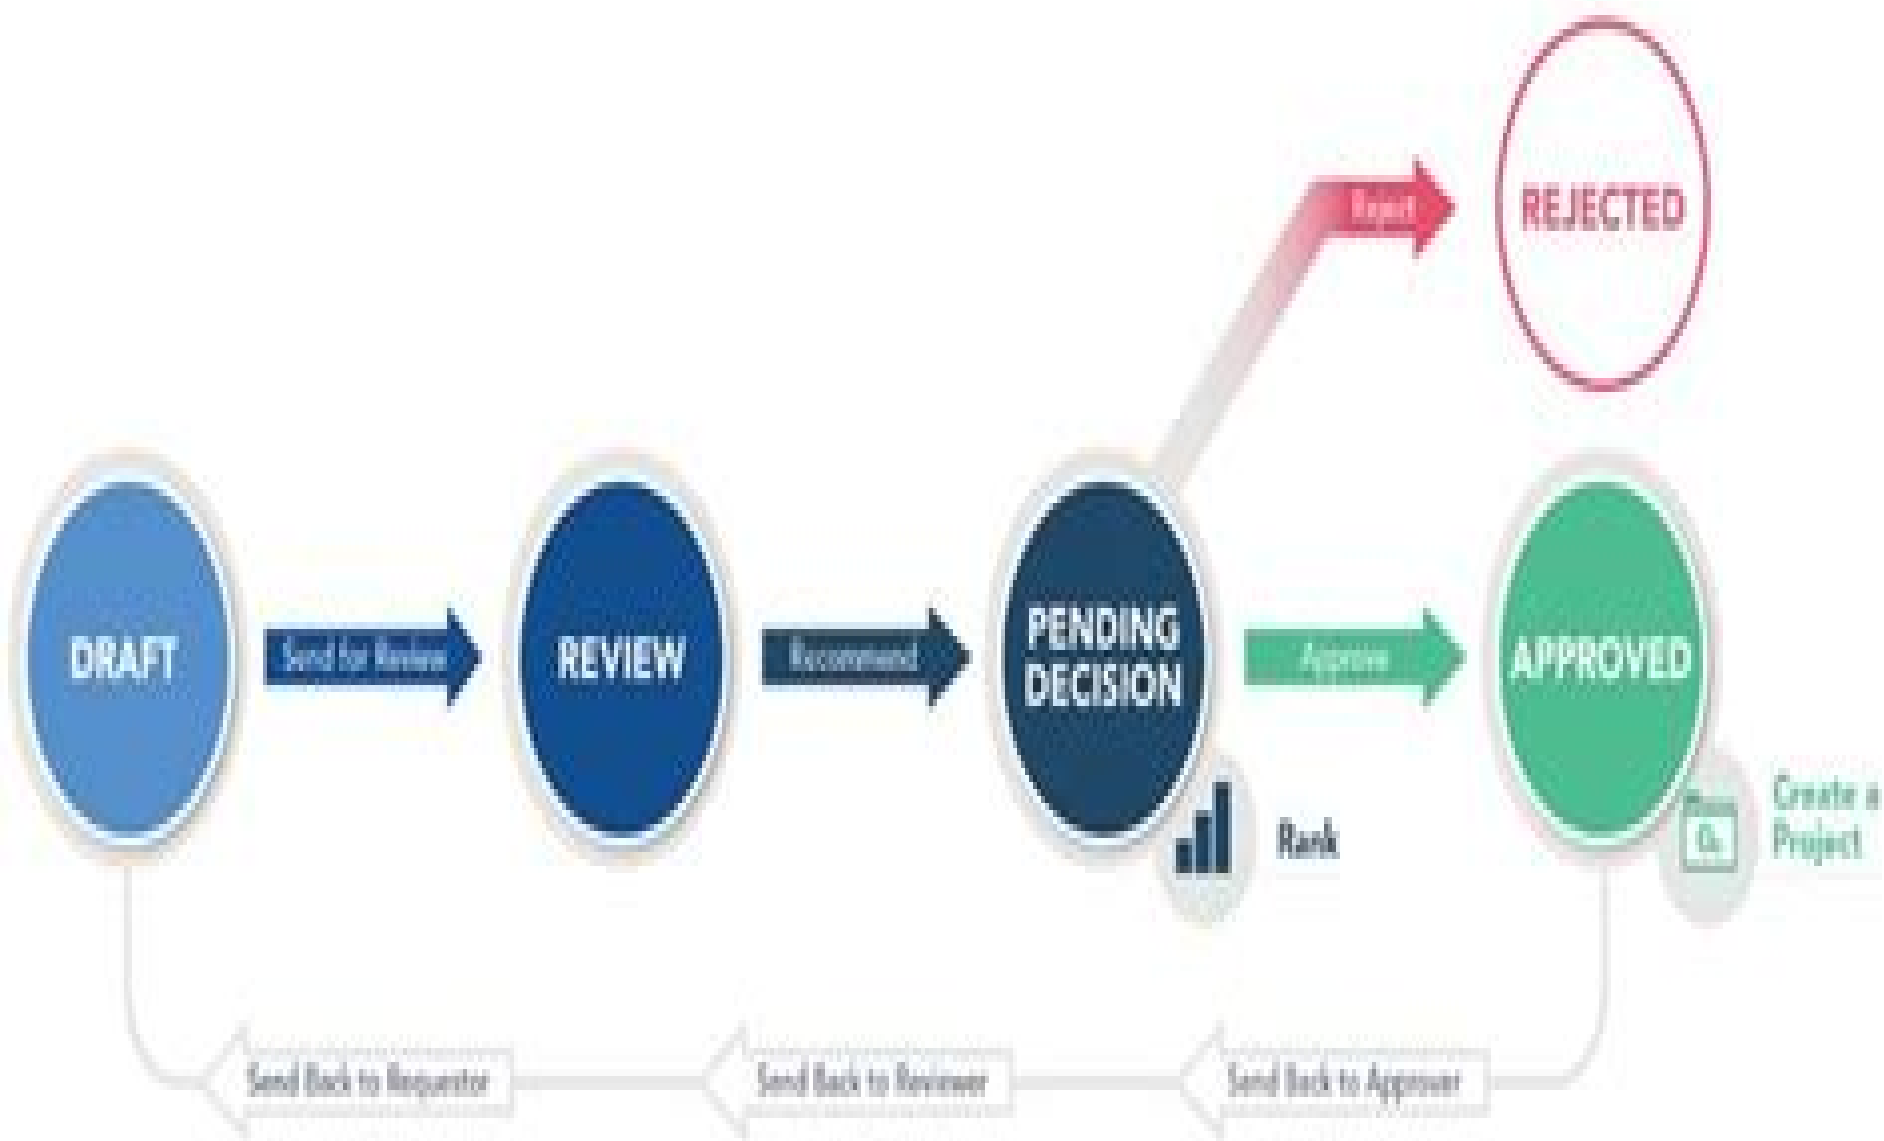 Reject
REJECTED
DRAFT
Send for Review
REVIEW
Recommend
PENDING
DECISION
Approve
APPROVED
Rank
Create a
Project
Send Back to Requestor
Send Back to Reviewer
Send Back to Approver